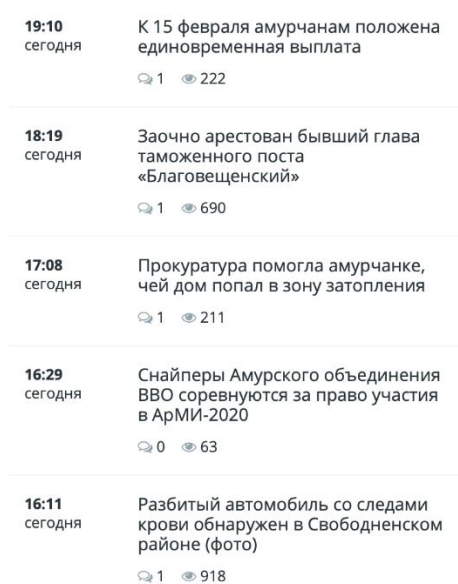 19:10
сегодня
К 15 февраля амурчанам положена
единовременная выплата
1 222
18:19
сегодня
Заочно арестован бывший глава
таможенного поста
«Благовещенский»
1 690
17:08
сегодня
Прокуратура помогла амурчанке,
чей дом попал в зону затопления
1 211
16:29
сегодня
Снайперы Амурского объединения
ВВО соревнуются за право участия
в АрМИ-2020
0 63
16:11
сегодня
Разбитый автомобиль со следами
крови обнаружен в Свободненском
районе (фото)
1 918